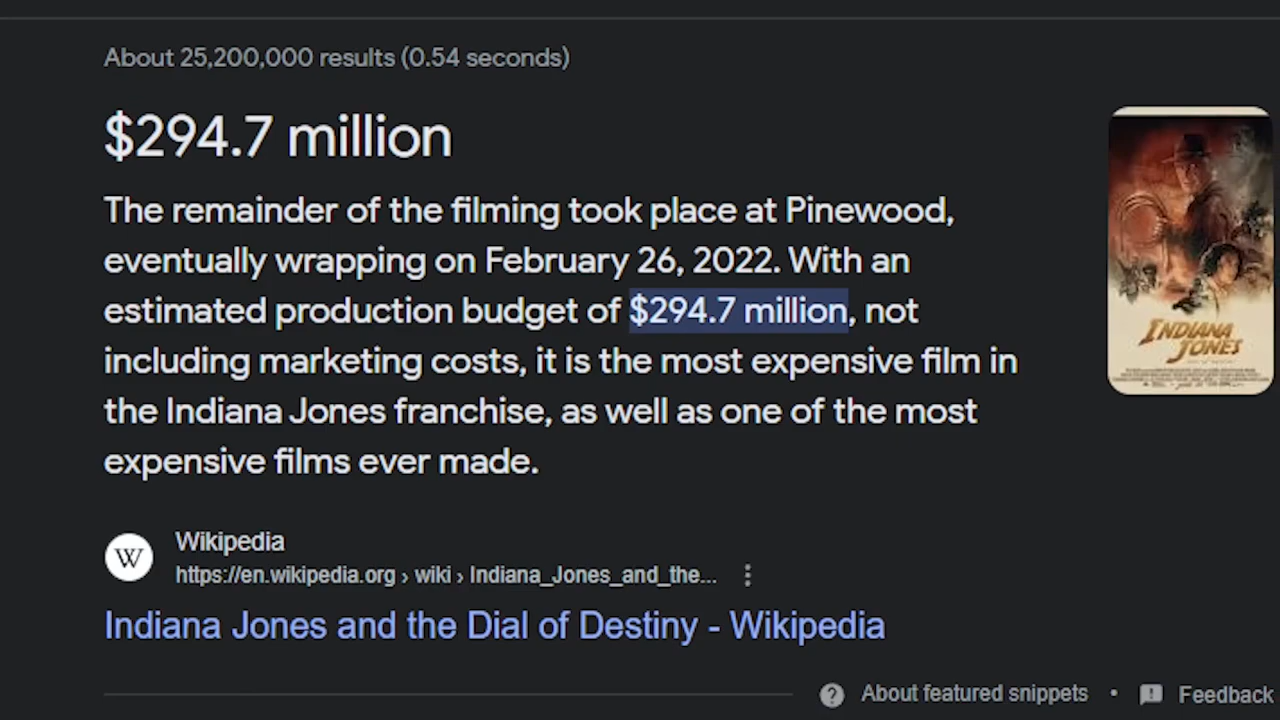 About 25,200,000 results (0.54 seconds)
$294.7 million
The remainder of the filming took place at Pinewood,
eventually wrapping on February 26, 2022. With an
estimated production budget of $294.7 million, not
including marketing costs, it is the most expensive film in
the Indiana Jones franchise, as well as one of the most
expensive films ever made.
W
Wikipedia
https://en.wikipedia.org › wiki › Indiana_Jones_and_the...
Indiana Jones and the Dial of Destiny - Wikipedia
INDIANA
JONES
About featured snippets • Feedback